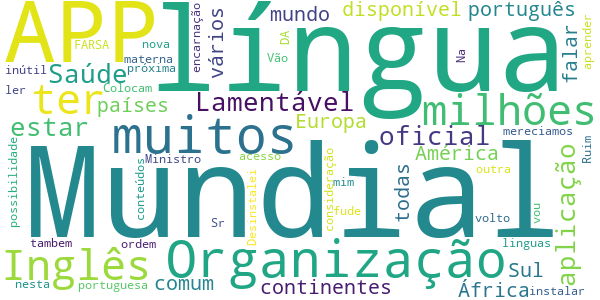 APP
língua
FARSA
nova
encarnação
vários
mundo
DA
disponível
português
falar
aprender
inútil
Saúde
materna
próxima
Vão
Na
ler
ter
Colocam
países
Lamentável
Europa
milhões
estar
muitos
oficial
mereciamos
possibilidade
Ministro
acesso
América
Ruim
Mundial
conteúdos
Desinstalei
consideração
mim
todas
outra
aplicação
fude
Sr
volto
vou
tambem
ordem
Organização
linguas
Inglês
Sul
nesta
portuguesa
comum
continentes
África
instalar